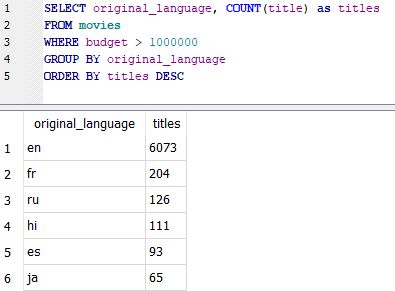 1 SELECT original_language, COUNT(title) as titles
2 FROM movies
3 WHERE budget > 1000000
4 GROUP BY original_language
5 ORDER BY titles DESC
original_language titles
1 en 6073
2 fr 204
3 ru 126
4 hi 111
5 es 93
6 ja 65